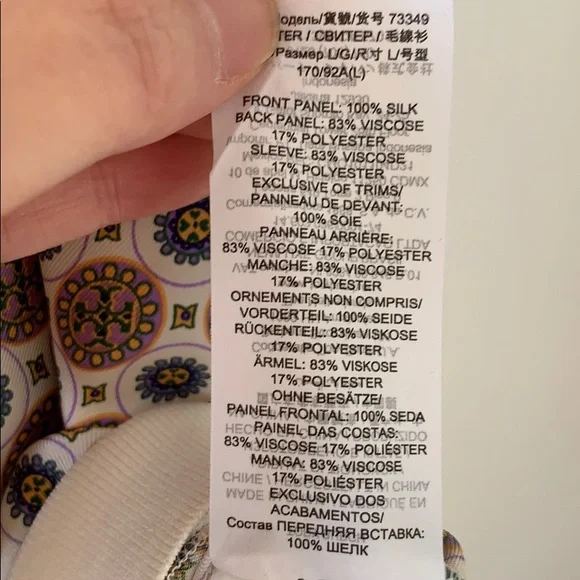 одель/貨號/货号 73349
TER / СВИТЕР / 毛線衫
Размер L/G/尺寸 L/号型
170/92A(L)
FRONT PANEL: 100% SILK
BACK PANEL: 83% VISCOSE
17% POLYESTER
SLEEVE: 83% VISCOSE
17% POLYESTER
EXCLUSIVE OF TRIMS/
PANNEAU DE DEVANT:
100% SOIE
PANNEAU ARRIÈRE:
83% VISCOSE 17% POLYESTER
MANCHE: 83% VISCOSE
17% POLYESTER
ORNEMENTS NON COMPRIS/
VORDERTEIL: 100% SEIDE
RÜCKENTEIL: 83% VISKOSE
17% POLYESTER
ÄRMEL: 83% VISKOSE
17% POLYESTER
OHNE BESÄTZE/
PAINEL FRONTAL: 100% SEDA
PAINEL DAS COSTAS:
83% VISCOSE 17% POLIÉSTER
MANGA: 83% VISCOSE
17% POLIÉSTER
EXCLUSIVO DOS
ACABAMENTOS/
Состав ПЕРЕДНЯЯ ВСТАВКА:
100% ШЕЛК